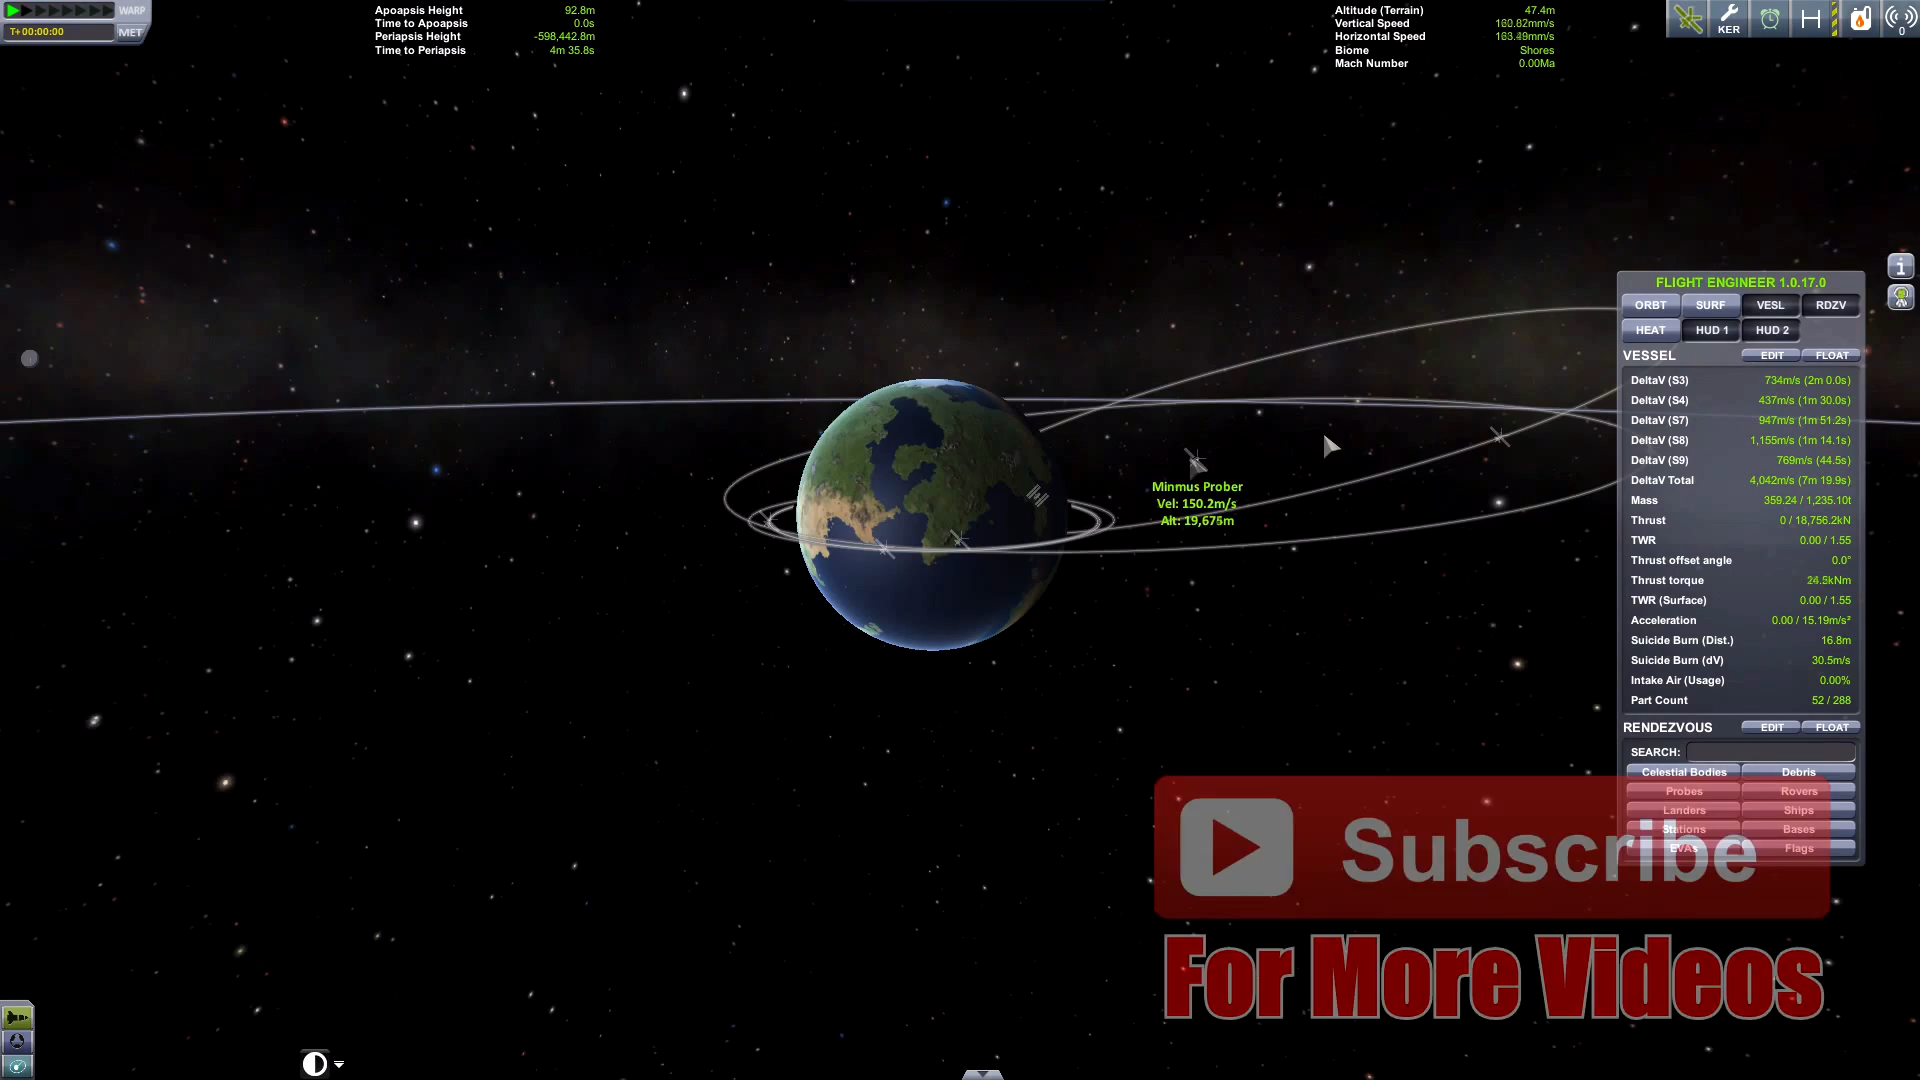 WARP
T+ 00:00:00
MET
Apoapsis Height 92.8m
Time to Apoapsis 0.0s
Periapsis Height -598,442.8m
Time to Periapsis 4m 35.8s
Altitude (Terrain) 47.4m
Vertical Speed
Horizontal Speed
Biome Shores
Mach Number 0.00Ma
KER
0
Minmus Prober
Vel: 150.2m/s
Alt: 19,675m
FLIGHT ENGINEER 1.0.17.0
ORBT SURF VESL RDZV
HEAT HUD 1 HUD 2
VESSEL EDIT FLOAT
DeltaV (S3) 734m/s (2m 0.0s)
DeltaV (S4) 437m/s (1m 30.0s)
DeltaV (S7) 947m/s (1m 51.2s)
DeltaV (S8) 1,155m/s (1m 14.1s)
DeltaV (S9) 769m/s (44.5s)
DeltaV Total 4,042m/s (7m 19.9s)
Mass 359.24 / 1,235.10t
Thrust 0 / 18,756.2kN
TWR 0.00 / 1.55
Thrust offset angle 0.0°
Thrust torque
TWR (Surface) 0.00 / 1.55
Acceleration 0.00 / 15.19m/s²
Suicide Burn (Dist.) 16.8m
Suicide Burn (dV) 30.5m/s
Intake Air (Usage) 0.00%
Part Count 52 / 288
RENDEZVOUS EDIT FLOAT
SEARCH:
Celestial Bodies Debris
Probes Rovers
Landers Ships
Stations Bases
EVAs Flags
Subscribe
For More Videos